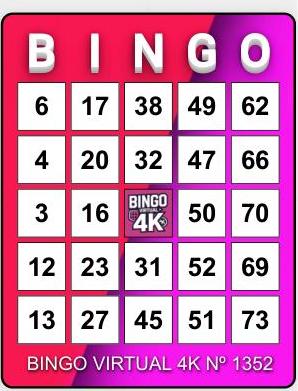 B I N G O
6 17 38 49 62
4 20 32 47 66
3 16 BINGO VIRTUAL 4K 50 70
12 23 31 52 69
13 27 45 51 73
BINGO VIRTUAL 4K Nº 1352